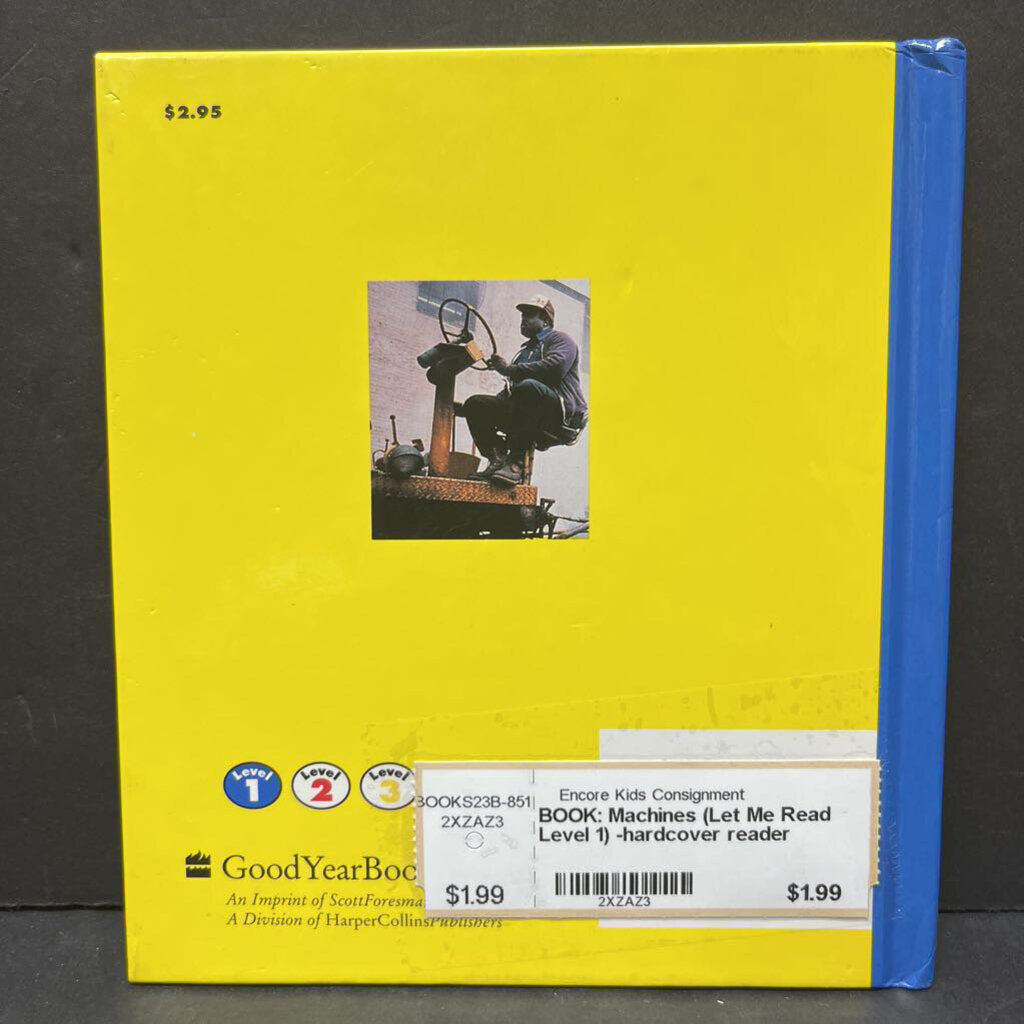 $2.95
Level 1
Level 2
Level 3
GoodYearBoo
An Imprint of ScottForesma
A Division of HarperCollinsPublishers
BOOKS23B-851
2XZAZ3
$1.99
Encore Kids Consignment
BOOK: Machines (Let Me Read
Level 1) -hardcover reader
2XZAZ3
$1.99